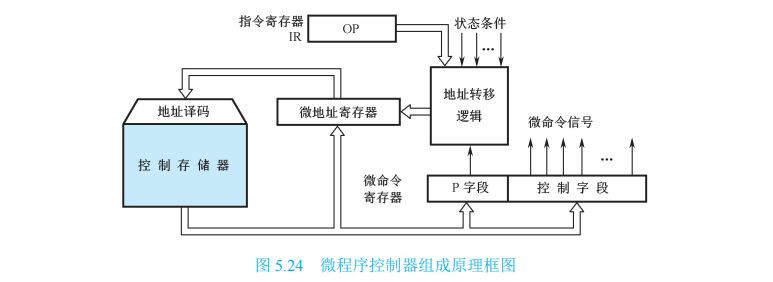 指令寄存器
IR
OP
状态条件
…
地址译码
控制存储器
微地址寄存器
地址转移
逻辑
微命令信号
…
微命令
寄存器
P 字段
控制字段
图 5.24 微程序控制器组成原理框图